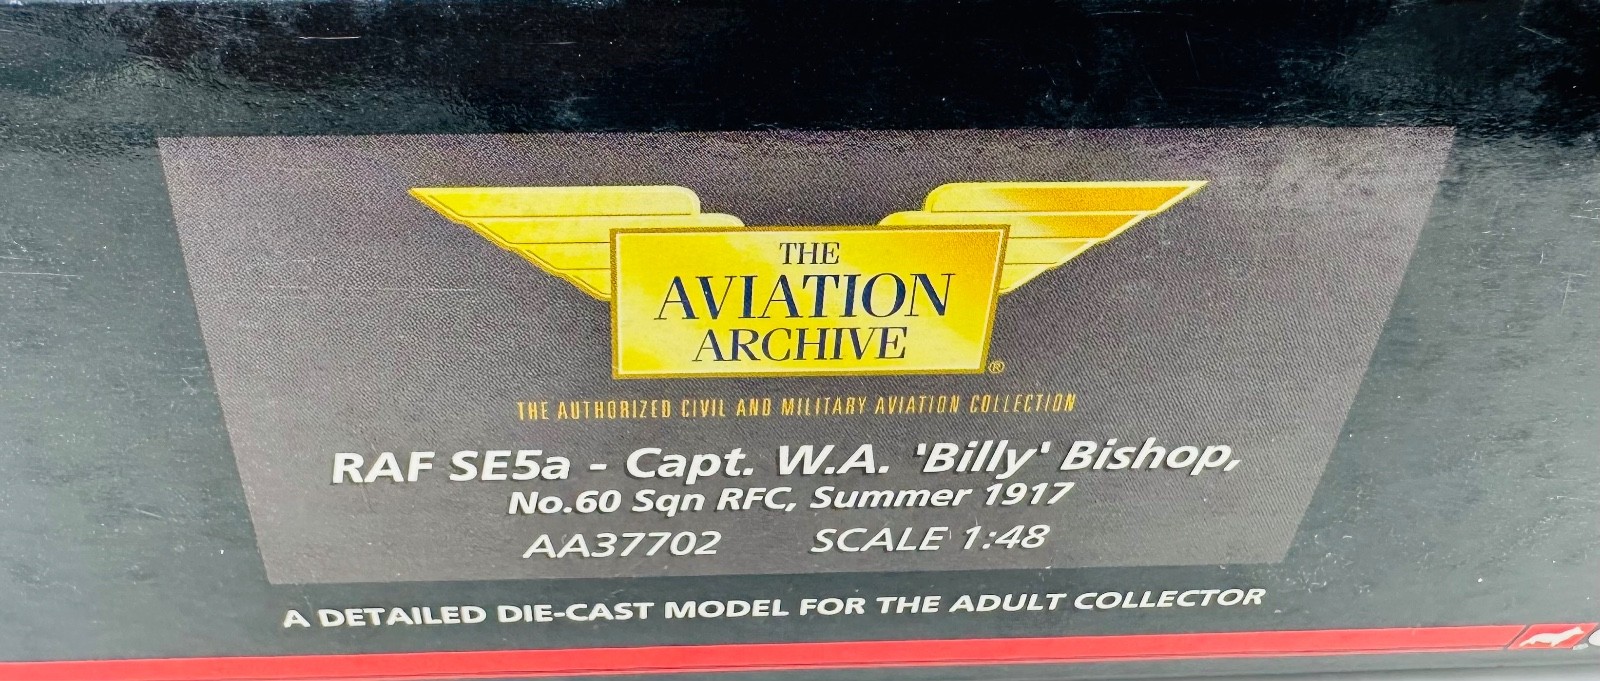 THE
AVIATION
ARCHIVE
®
THE AUTHORIZED CIVIL AND MILITARY AVIATION COLLECTION
RAF SE5a - Capt. W.A. 'Billy' Bishop,
No.60 Sqn RFC, Summer 1917
AA37702 SCALE 1:48
A DETAILED DIE-CAST MODEL FOR THE ADULT COLLECTOR